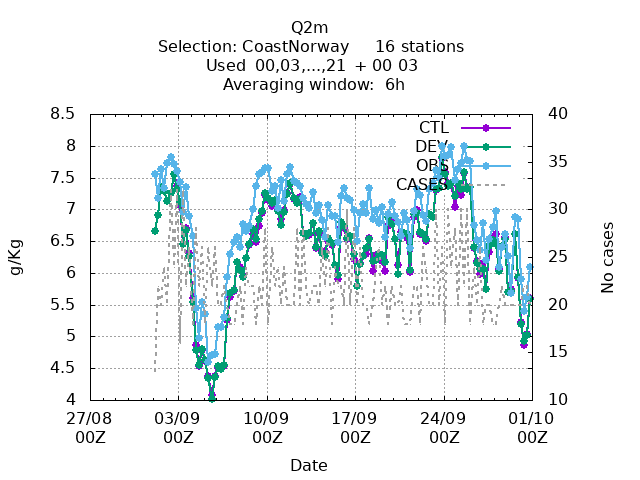 Q2m
Selection: CoastNorway 16 stations
Used 00,03,...,21 + 00 03
Averaging window: 6h
8.5
8
7.5
7
6.5
6
5.5
5
4.5
4
g/Kg
40
35
30
25
20
15
10
No cases
CTL
DEV
OBS
CASES
27/08 03/09 10/09 17/09 24/09 01/10
00Z 00Z 00Z 00Z 00Z 00Z
Date